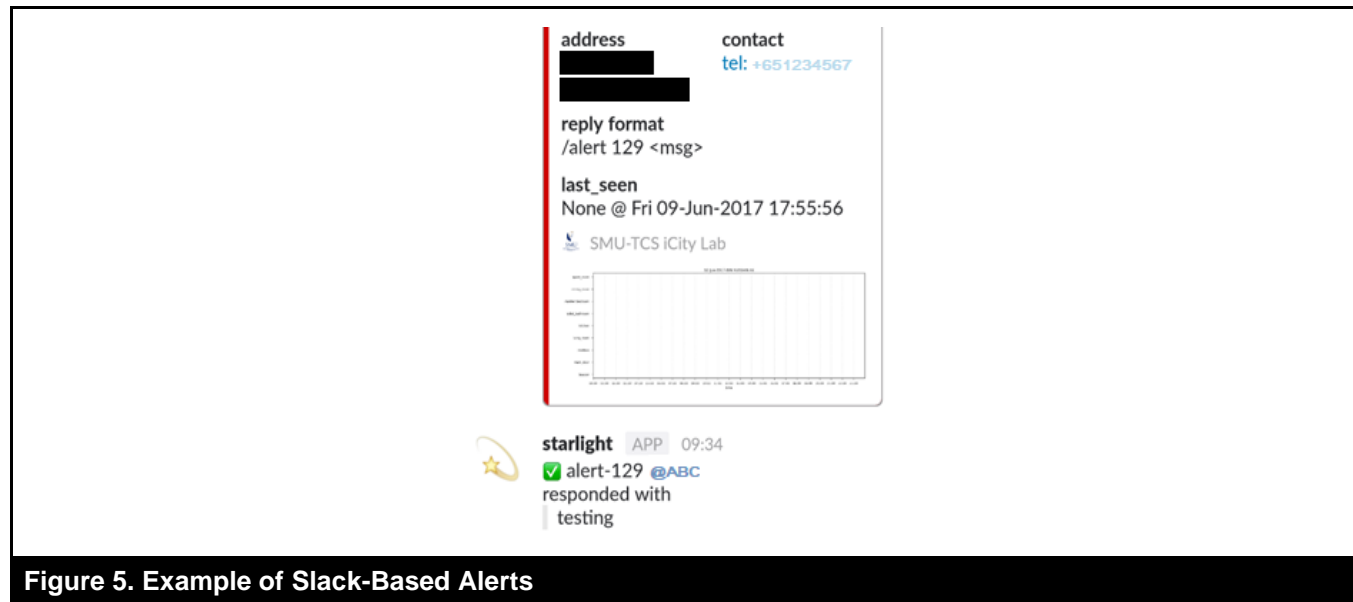 address
contact
tel: +651234567
reply format
/alert 129 <msg>
last_seen
None @ Fri 09-Jun-2017 17:55:56
SMU-TCS iCity Lab
starlight APP 09:34
alert-129 @ABC
responded with
testing
Figure 5. Example of Slack-Based Alerts